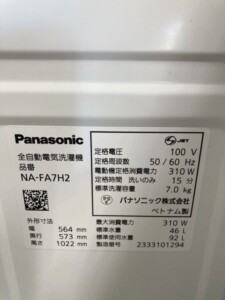 Panasonic
全自動電気洗濯機
品番
NA-FA7H2
外形寸法
幅 564 mm
奥行 573 mm
高さ 1022 mm
JET
定格電圧 100 V
定格周波数 50/60 Hz
電動機定格消費電力 310 W
定格時間 洗いのみ 15 分
標準洗濯容量 7.0 kg
パナソニック株式会社
ベトナム製
最大消費電力 310 W
標準水量 46 L
標準使用水量 92 L
製造番号 2333101294